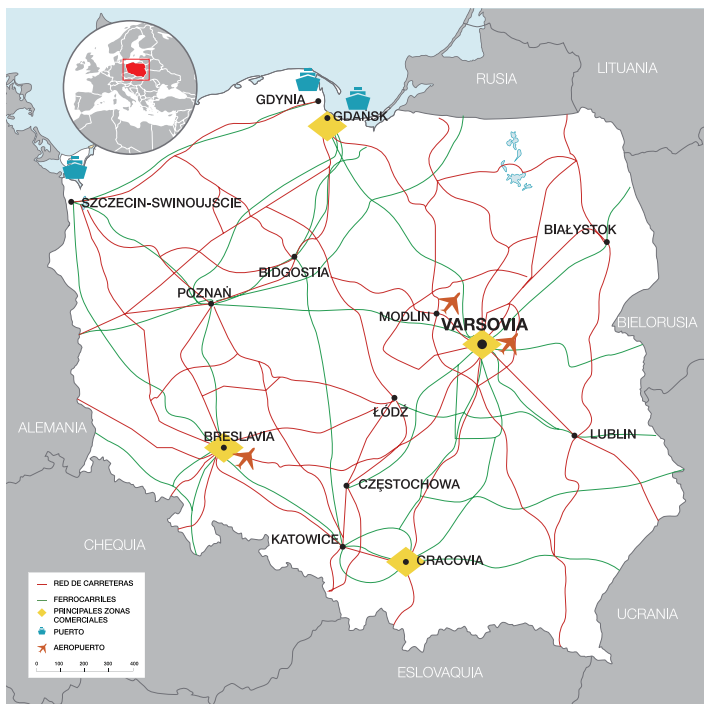 LITUANIA
RUSIA
GDYNIA
GDAŃSK
SZCZECIN-SWINOUJSCIE
BIAŁYSTOK
BIDGOSTIA
POZNAŃ
MODLIN
VARSOVIA
BIELORUSIA
ŁÓDŹ
ALEMANIA
BRESLAVIA
LUBLIN
CZĘSTOCHOWA
CHEQUIA
KATOWICE
CRACOVIA
RED DE CARRETERAS
FERROCARRILES
PRINCIPALES ZONAS
COMERCIALES
PUERTO
AEROPUERTO
0 100 200 300 400
UCRANIA
ESLOVAQUIA